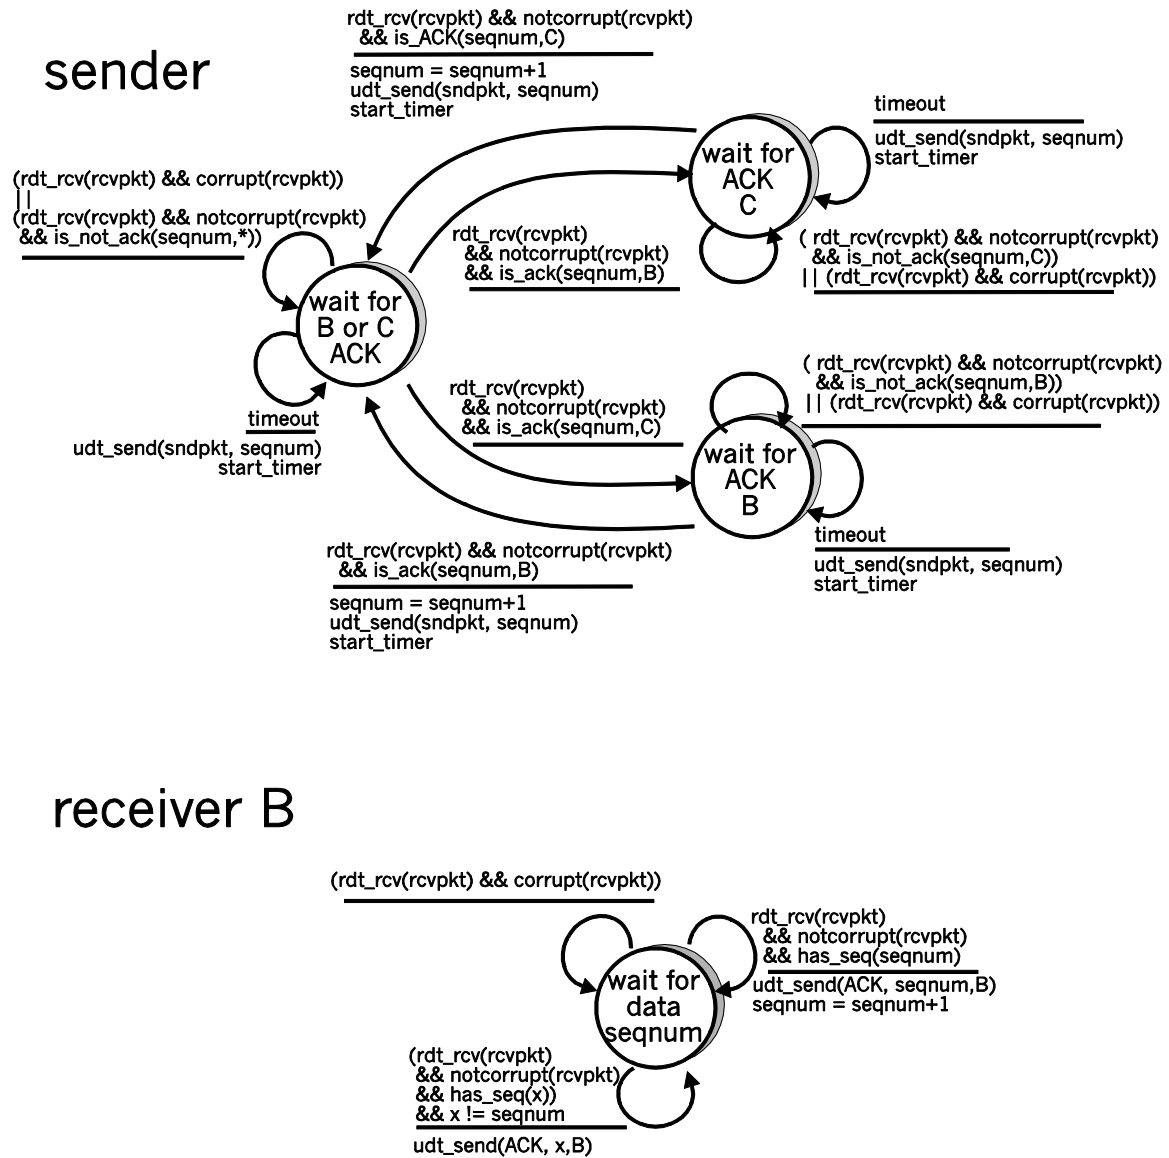 sender
rdt_rcv(rcvpkt) && notcorrupt(rcvpkt)
&& is_ACK(seqnum,C)
seqnum = seqnum+1
udt_send(sndpkt, seqnum)
start_timer
timeout
udt_send(sndpkt, seqnum)
start_timer
wait for
ACK
C
(rdt_rcv(rcvpkt) && corrupt(rcvpkt))
||
(rdt_rcv(rcvpkt) && notcorrupt(rcvpkt)
&& is_not_ack(seqnum,*))
rdt_rcv(rcvpkt)
&& notcorrupt(rcvpkt)
&& is_ack(seqnum,B)
( rdt_rcv(rcvpkt) && notcorrupt(rcvpkt)
&& is_not_ack(seqnum,C))
|| (rdt_rcv(rcvpkt) && corrupt(rcvpkt))
wait for
B or C
ACK
timeout
udt_send(sndpkt, seqnum)
start_timer
rdt_rcv(rcvpkt)
&& notcorrupt(rcvpkt)
&& is_ack(seqnum,C)
( rdt_rcv(rcvpkt) && notcorrupt(rcvpkt)
&& is_not_ack(seqnum,B))
|| (rdt_rcv(rcvpkt) && corrupt(rcvpkt))
wait for
ACK
B
timeout
udt_send(sndpkt, seqnum)
start_timer
rdt_rcv(rcvpkt) && notcorrupt(rcvpkt)
&& is_ack(seqnum,B)
seqnum = seqnum+1
udt_send(sndpkt, seqnum)
start_timer
receiver B
(rdt_rcv(rcvpkt) && corrupt(rcvpkt))
rdt_rcv(rcvpkt)
&& notcorrupt(rcvpkt)
&& has_seq(seqnum)
udt_send(ACK, seqnum,B)
seqnum = seqnum+1
wait for
data
seqnum
(rdt_rcv(rcvpkt)
&& notcorrupt(rcvpkt)
&& has_seq(x))
&& x != seqnum
udt_send(ACK, x,B)